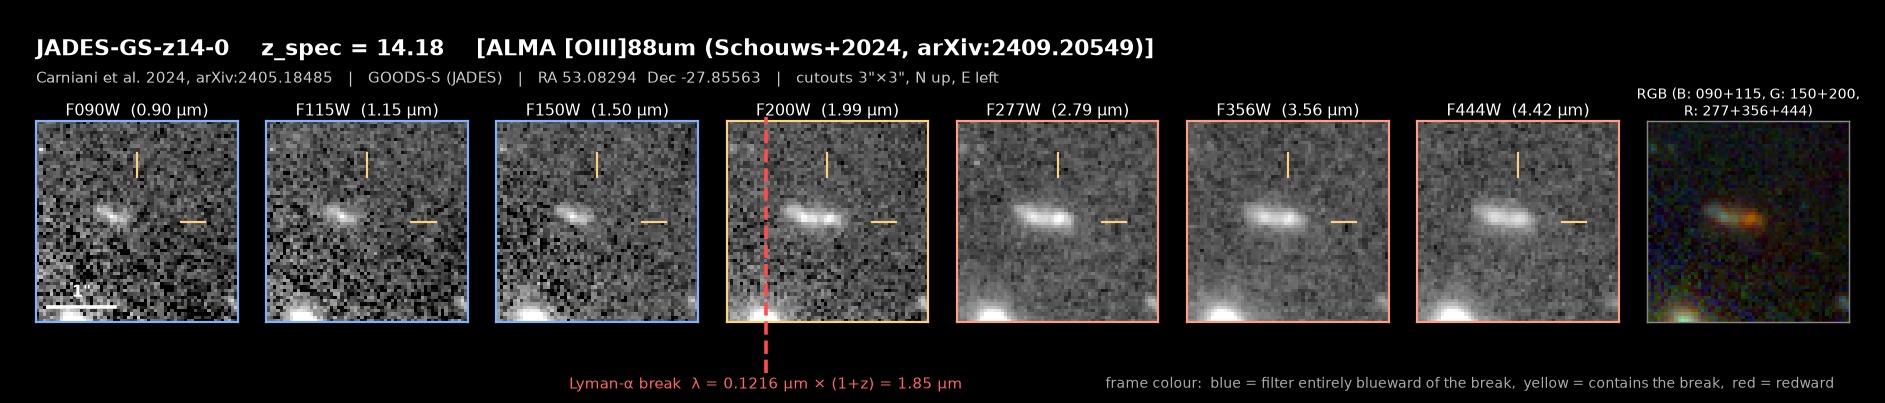 JADES-GS-z14-0 z_spec = 14.18 [ALMA [OIII]88um (Schouws+2024, arXiv:2409.20549)]
Carniani et al. 2024, arXiv:2405.18485 | GOODS-S (JADES) | RA 53.08294 Dec -27.85563 | cutouts 3"×3", N up, E left
F090W (0.90 μm)
F115W (1.15 μm)
F150W (1.50 μm)
F200W (1.99 μm)
F277W (2.79 μm)
F356W (3.56 μm)
F444W (4.42 μm)
RGB (B: 090+115, G: 150+200,
R: 277+356+444)
1"
Lyman-α break λ = 0.1216 μm × (1+z) = 1.85 μm
frame colour: blue = filter entirely blueward of the break, yellow = contains the break, red = redward